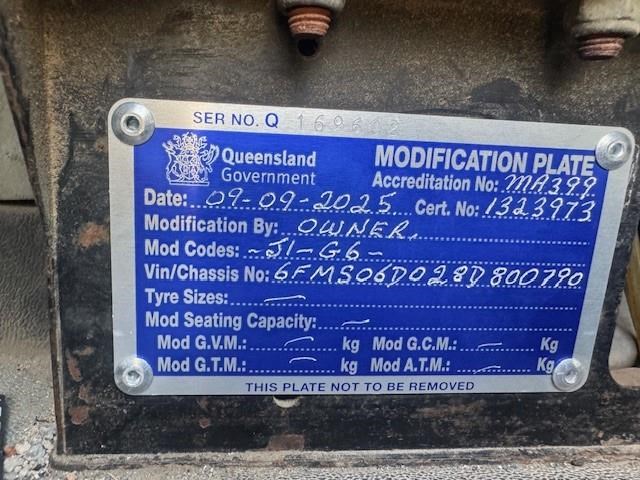 SER NO. Q 169642
Queensland
Government
MODIFICATION PLATE
Accreditation No: MA399
Date: 09-09-2025 Cert. No: 1323973
Modification By: OWNER.
Mod Codes: -J1-G6-
Vin/Chassis No: 6FMS06D028D800790
Tyre Sizes: —
Mod Seating Capacity: —
Mod G.V.M.: — kg Mod G.C.M.: — Kg
Mod G.T.M.: — kg Mod A.T.M.: — Kg
THIS PLATE NOT TO BE REMOVED